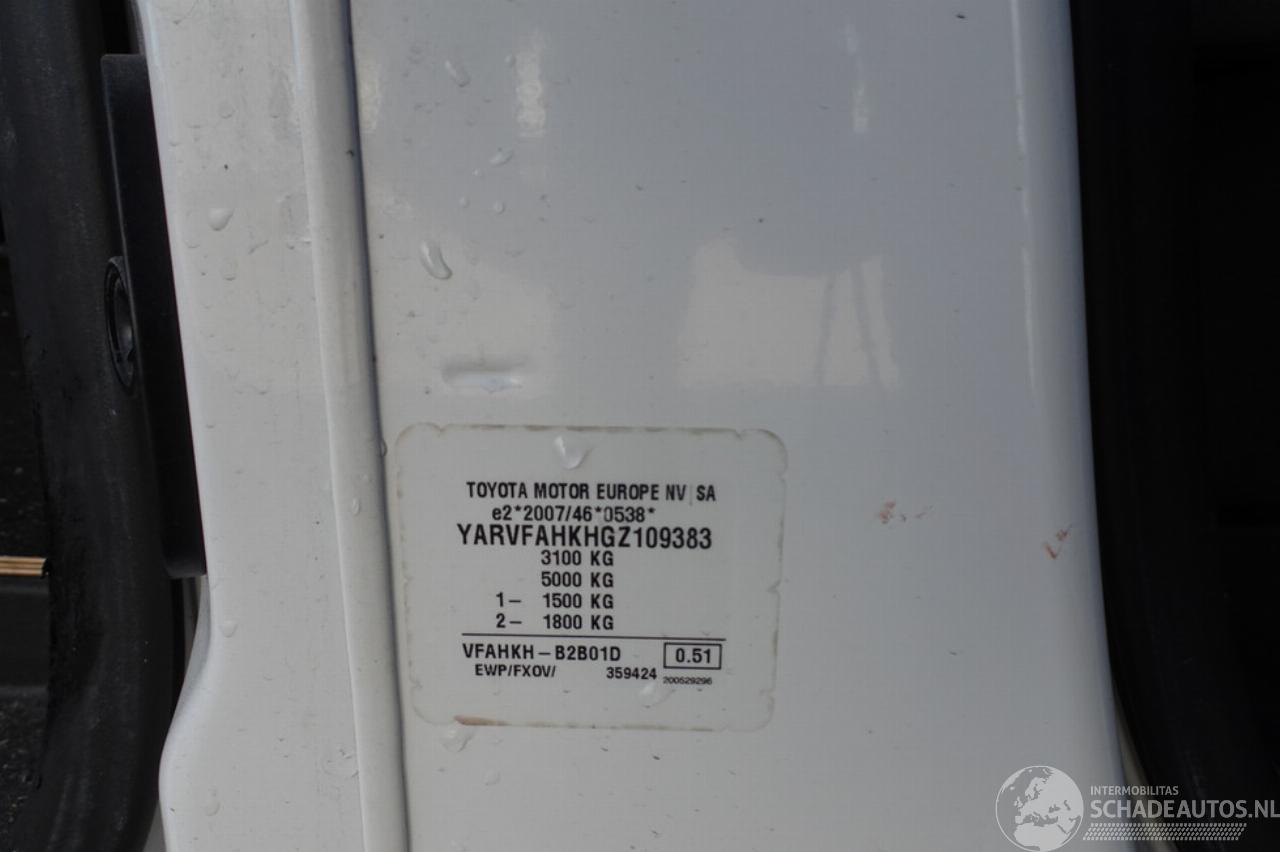 TOYOTA MOTOR EUROPE NV SA
e2*2007/46*0538*
YARVFAHKHGZ109383
3100 KG
5000 KG
1- 1500 KG
2- 1800 KG
VFAHKH-B2B01D 0.51
EWP/FXOV/ 359424 200529296
INTERMOBILITAS
SCHADEAUTOS.NL